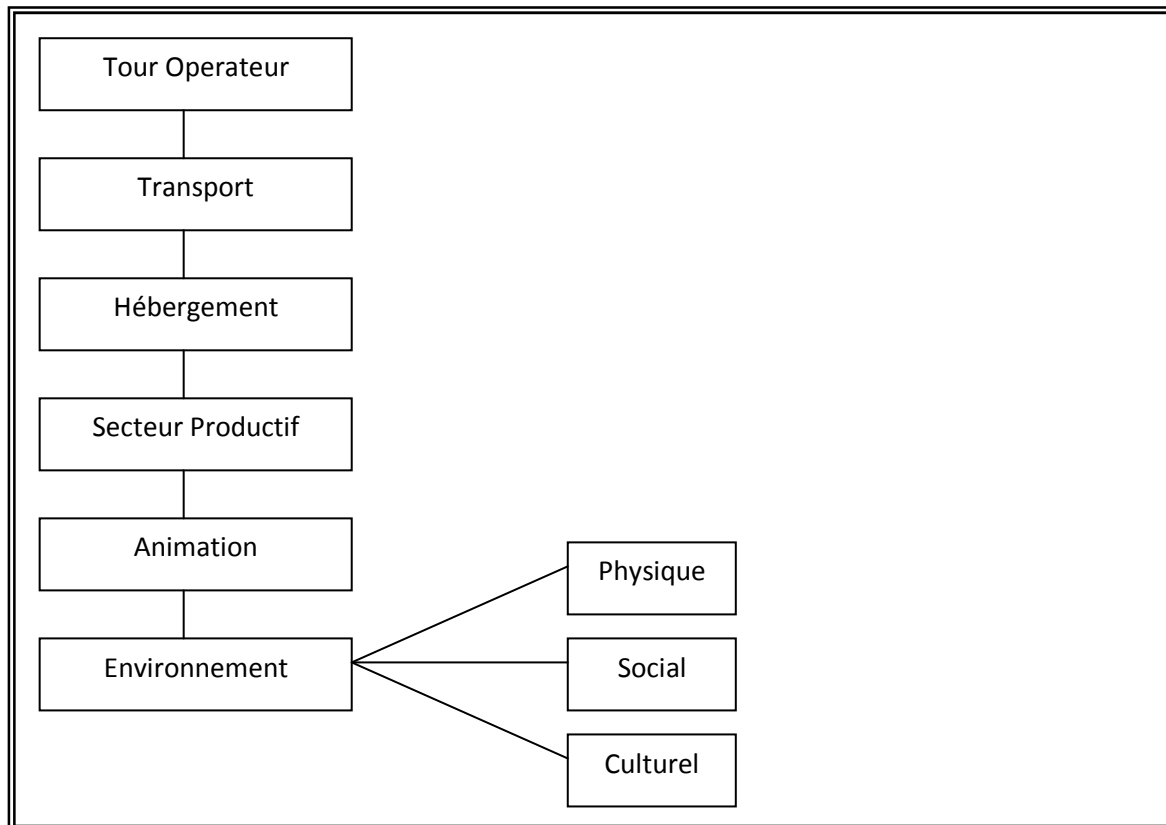 Tour Operateur
Transport
Hébergement
Secteur Productif
Animation
Physique
Environnement
Social
Culturel